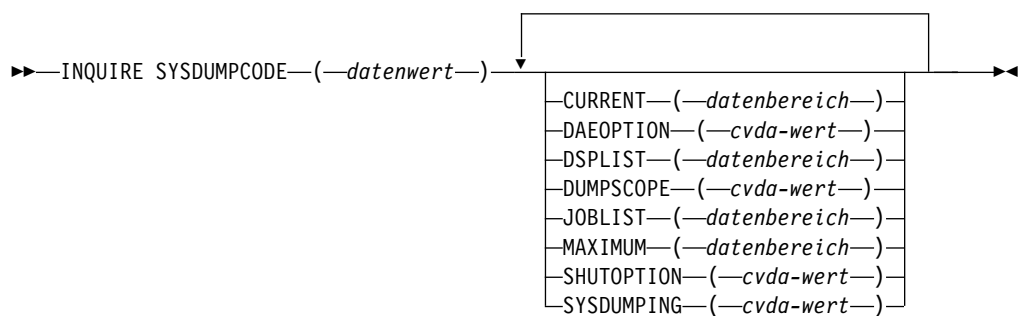 INQUIRE SYSDUMPCODE ( datenwert )
CURRENT ( datenbereich )
DAEOPTION ( cvda-wert )
DSPLIST ( datenbereich )
DUMPSCOPE ( cvda-wert )
JOBLIST ( datenbereich )
MAXIMUM ( datenbereich )
SHUTOPTION ( cvda-wert )
SYSDUMPING ( cvda-wert )